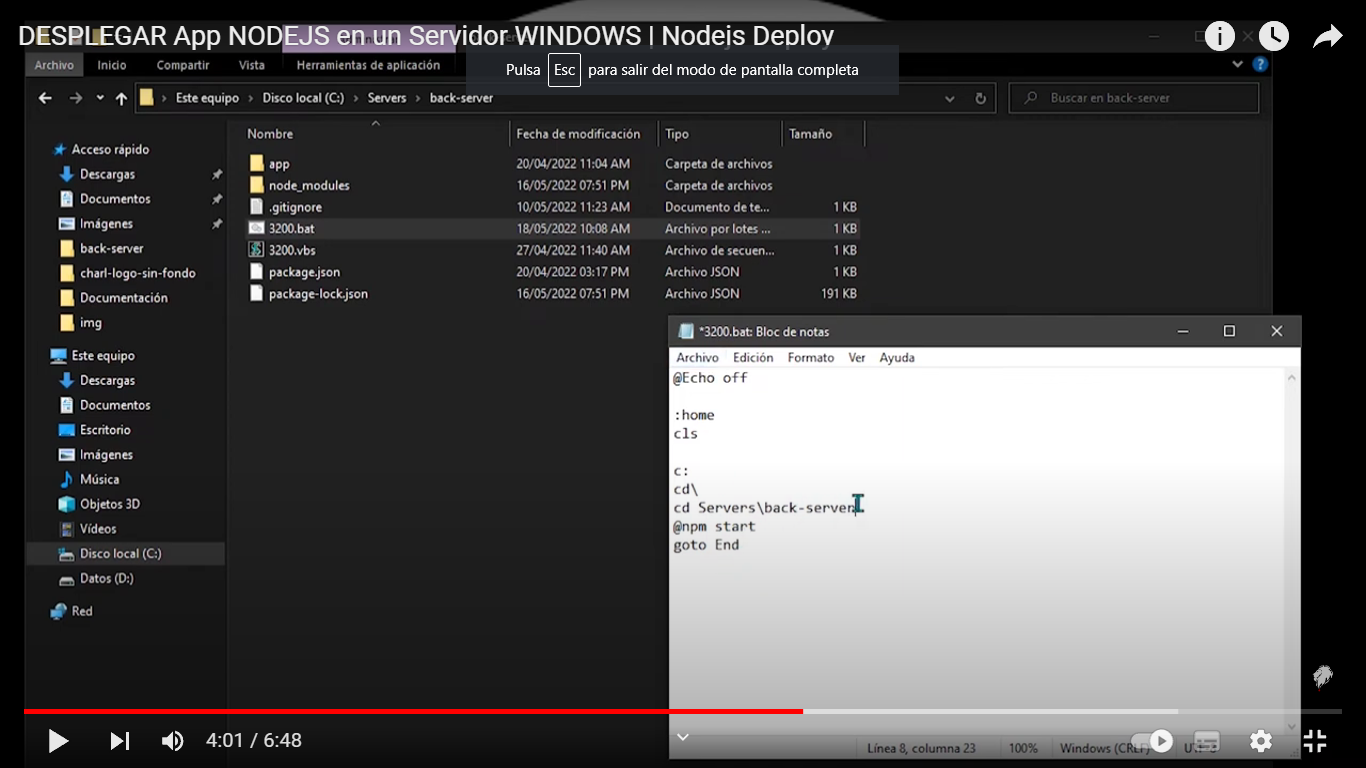 DESPLEGAR App NODEJS en un Servidor WINDOWS | Nodejs Deploy
Pulsa Esc para salir del modo de pantalla completa
Archivo Inicio Compartir Vista Herramientas de aplicación
Este equipo > Disco local (C:) > Servers > back-server
Buscar en back-server
Nombre Fecha de modificación Tipo Tamaño
app 20/04/2022 11:04 AM Carpeta de archivos
node_modules 16/05/2022 07:51 PM Carpeta de archivos
.gitignore 10/05/2022 11:23 AM Documento de te... 1 KB
3200.bat 18/05/2022 10:08 AM Archivo por lotes ... 1 KB
3200.vbs 27/04/2022 11:40 AM Archivo de secuen... 1 KB
package.json 20/04/2022 03:17 PM Archivo JSON 1 KB
package-lock.json 16/05/2022 07:51 PM Archivo JSON 191 KB
Acceso rápido
Descargas
Documentos
Imágenes
back-server
charl-logo-sin-fondo
Documentación
img
Este equipo
Descargas
Documentos
Escritorio
Imágenes
Música
Objetos 3D
Vídeos
Disco local (C:)
Datos (D:)
Red
*3200.bat: Bloc de notas
Archivo Edición Formato Ver Ayuda
@Echo off
:home
cls
c:
cd\
cd Servers\back-server
@npm start
goto End
Línea 8, columna 23 100% Windows (CRLF)
4:01 / 6:48